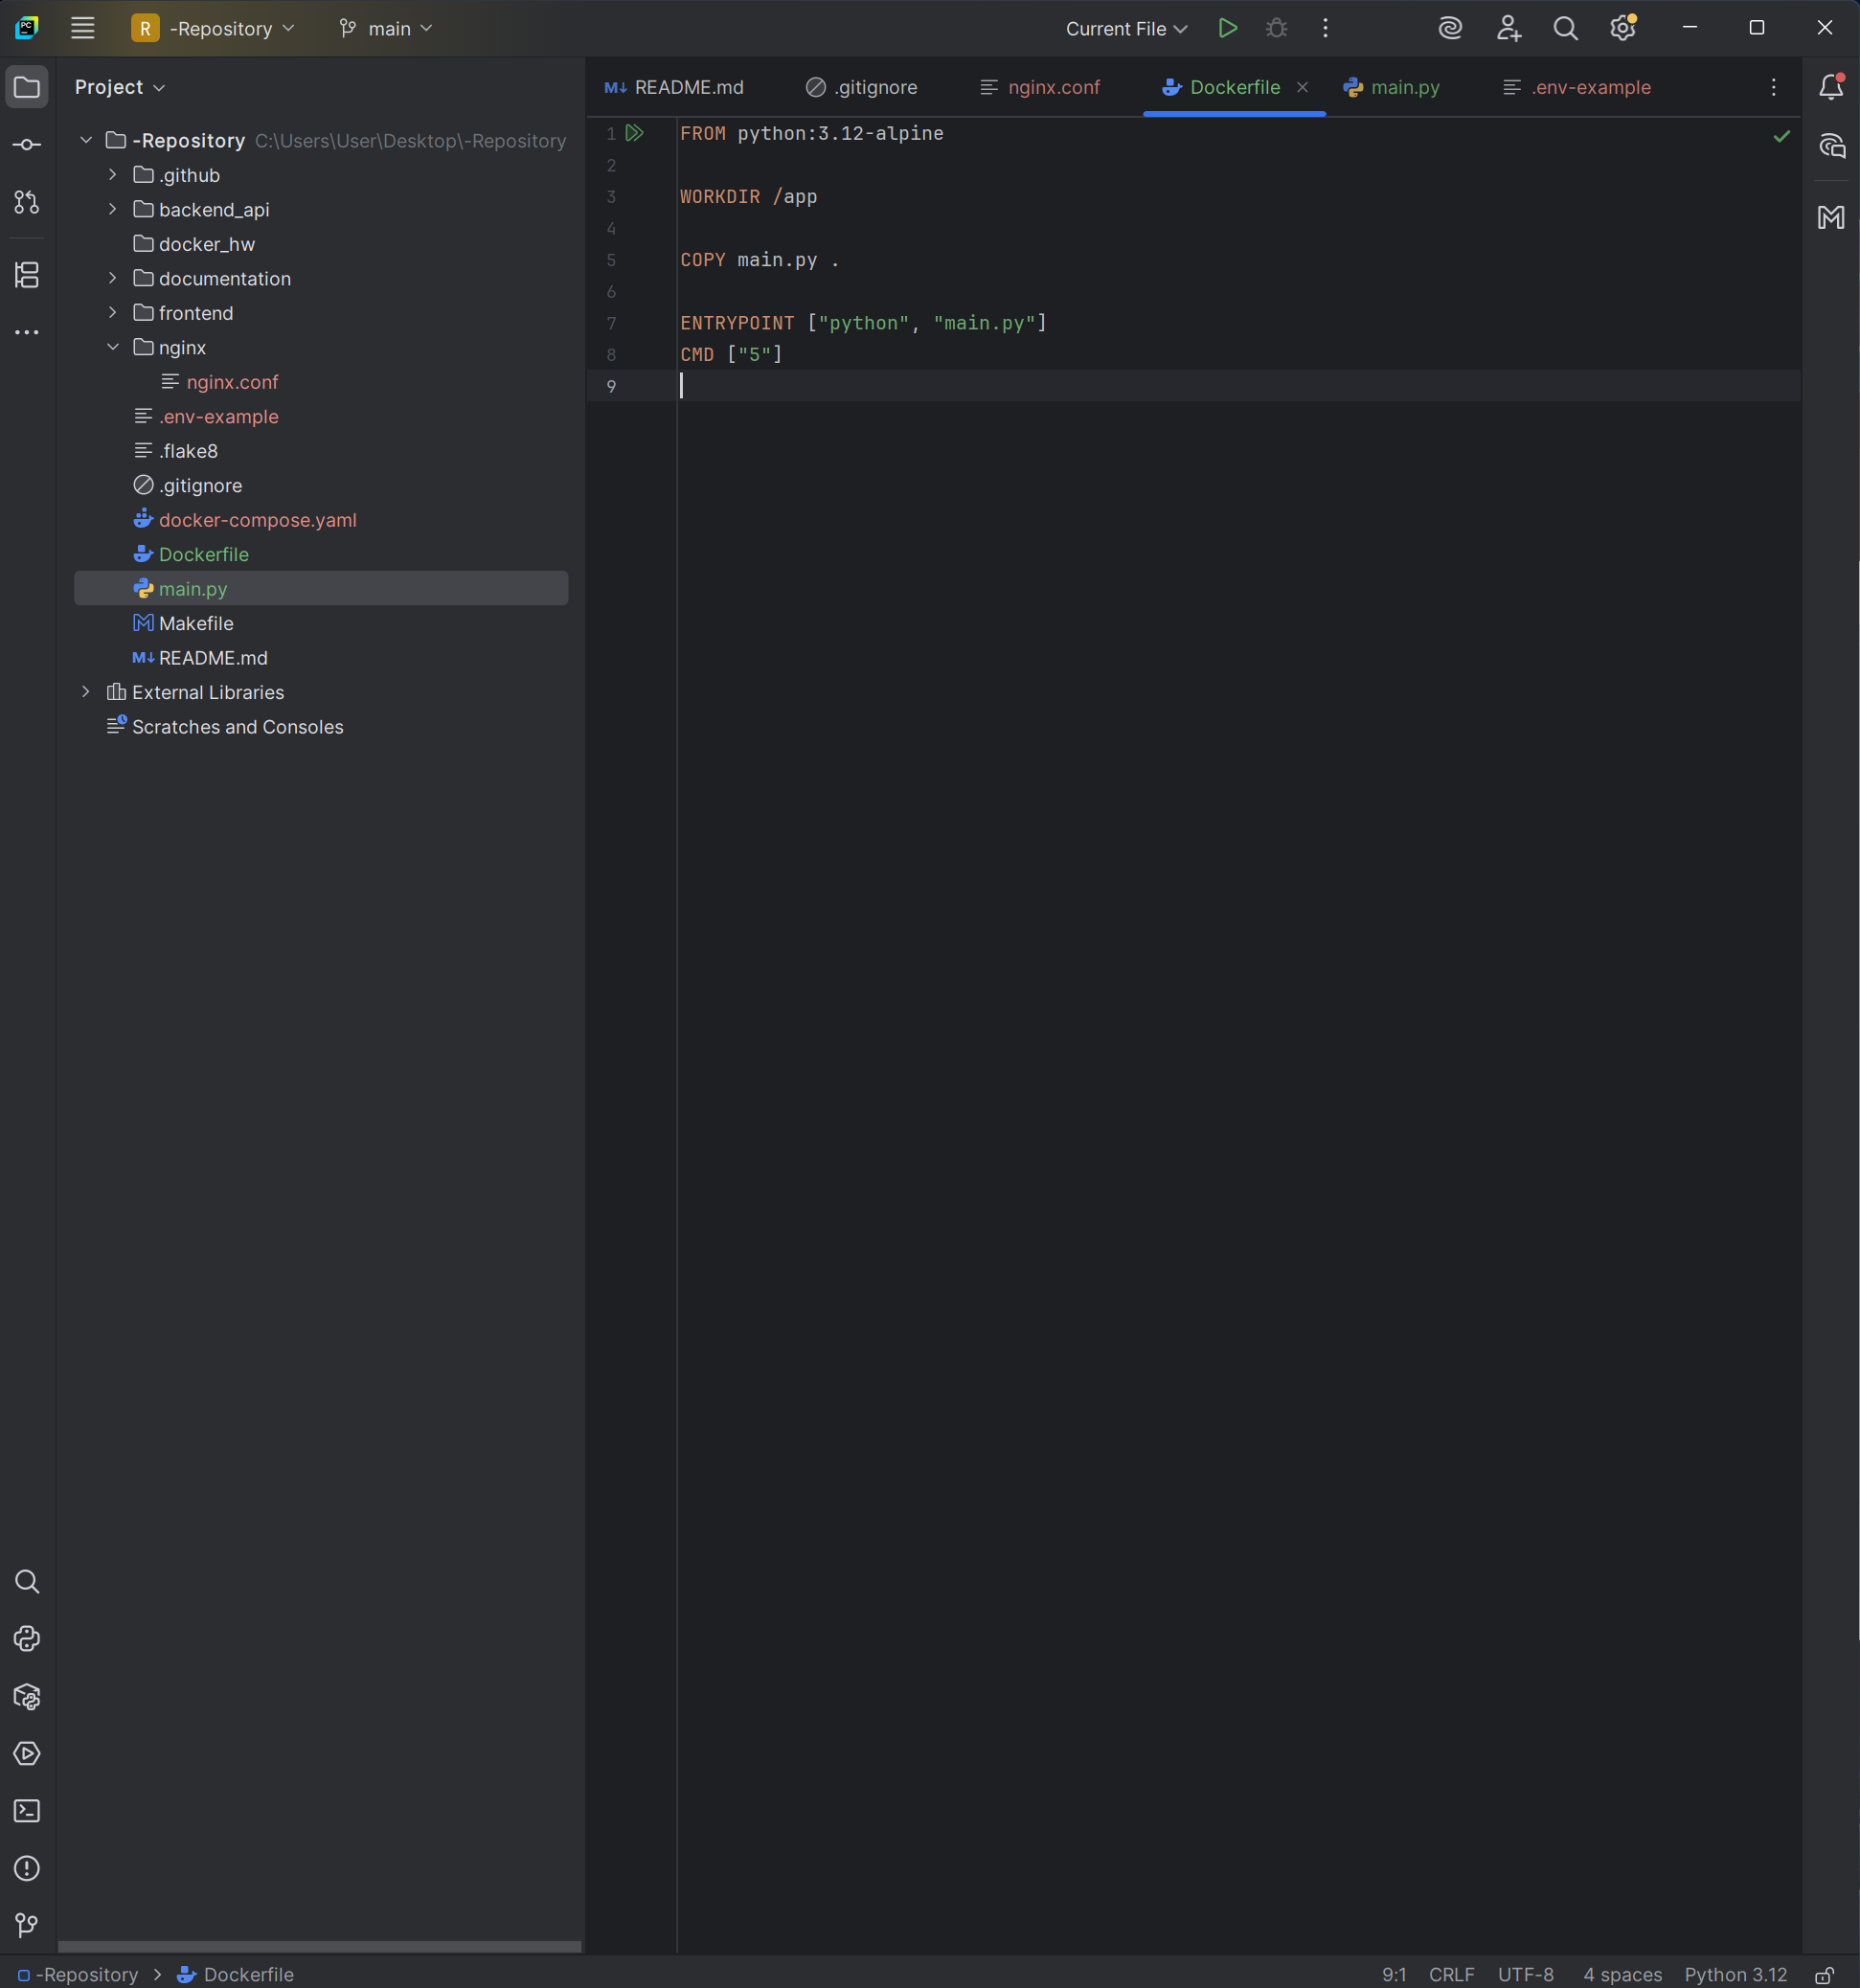 PC
R -Repository main Current File
Project
README.md .gitignore nginx.conf Dockerfile main.py .env-example
-Repository C:\Users\User\Desktop\-Repository
.github
backend_api
docker_hw
documentation
frontend
nginx
nginx.conf
.env-example
.flake8
.gitignore
docker-compose.yaml
Dockerfile
main.py
Makefile
README.md
External Libraries
Scratches and Consoles
1 FROM python:3.12-alpine
2
3 WORKDIR /app
4
5 COPY main.py .
6
7 ENTRYPOINT ["python", "main.py"]
8 CMD ["5"]
9
-Repository > Dockerfile 9:1 CRLF UTF-8 4 spaces Python 3.12